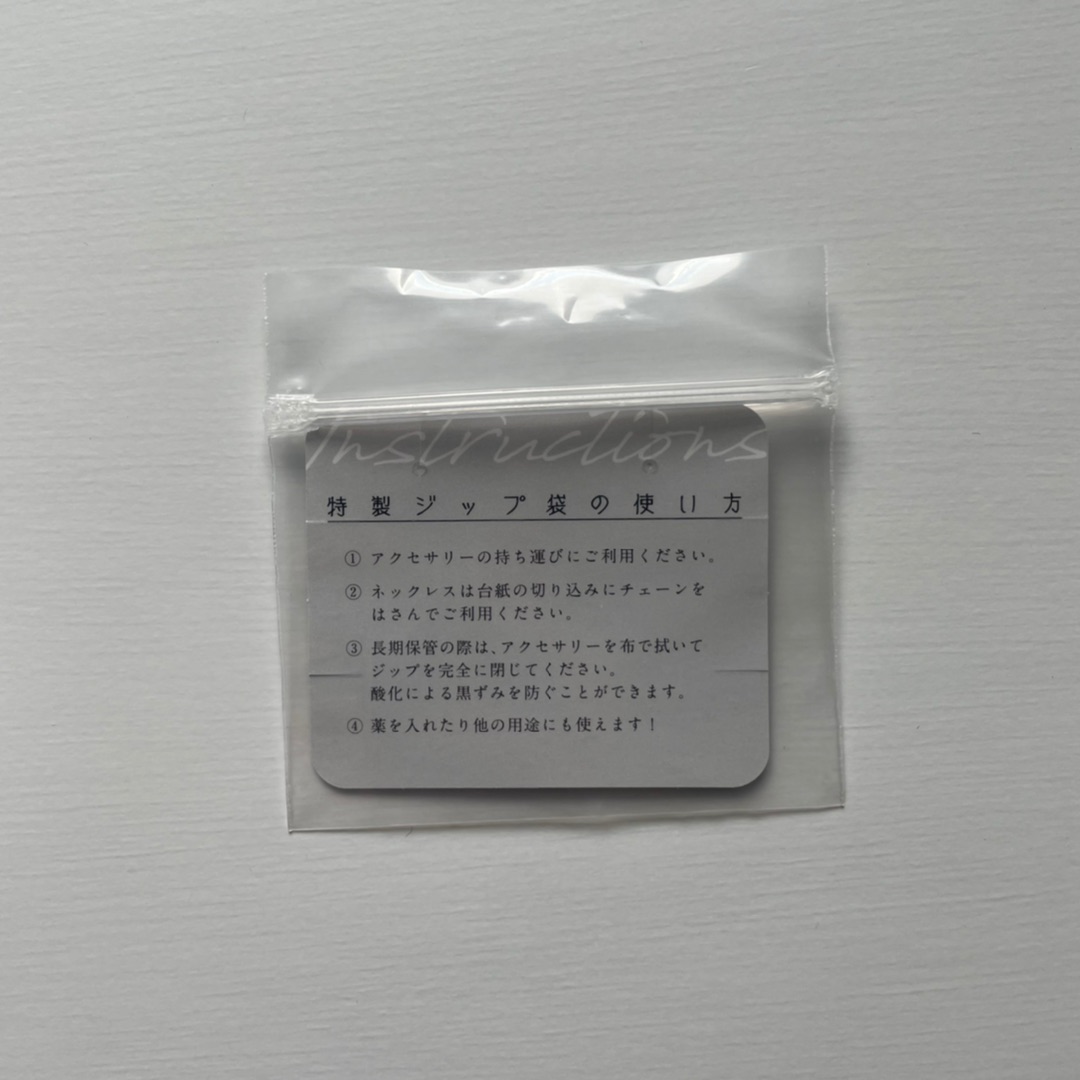 Instructions
特製ジップ袋の使い方
① アクセサリーの持ち運びにご利用ください。
② ネックレスは台紙の切り込みにチェーンを
はさんでご利用ください。
③ 長期保管の際は、アクセサリーを布で拭いて
ジップを完全に閉じてください。
酸化による黒ずみを防ぐことができます。
④ 薬を入れたり他の用途にも使えます！